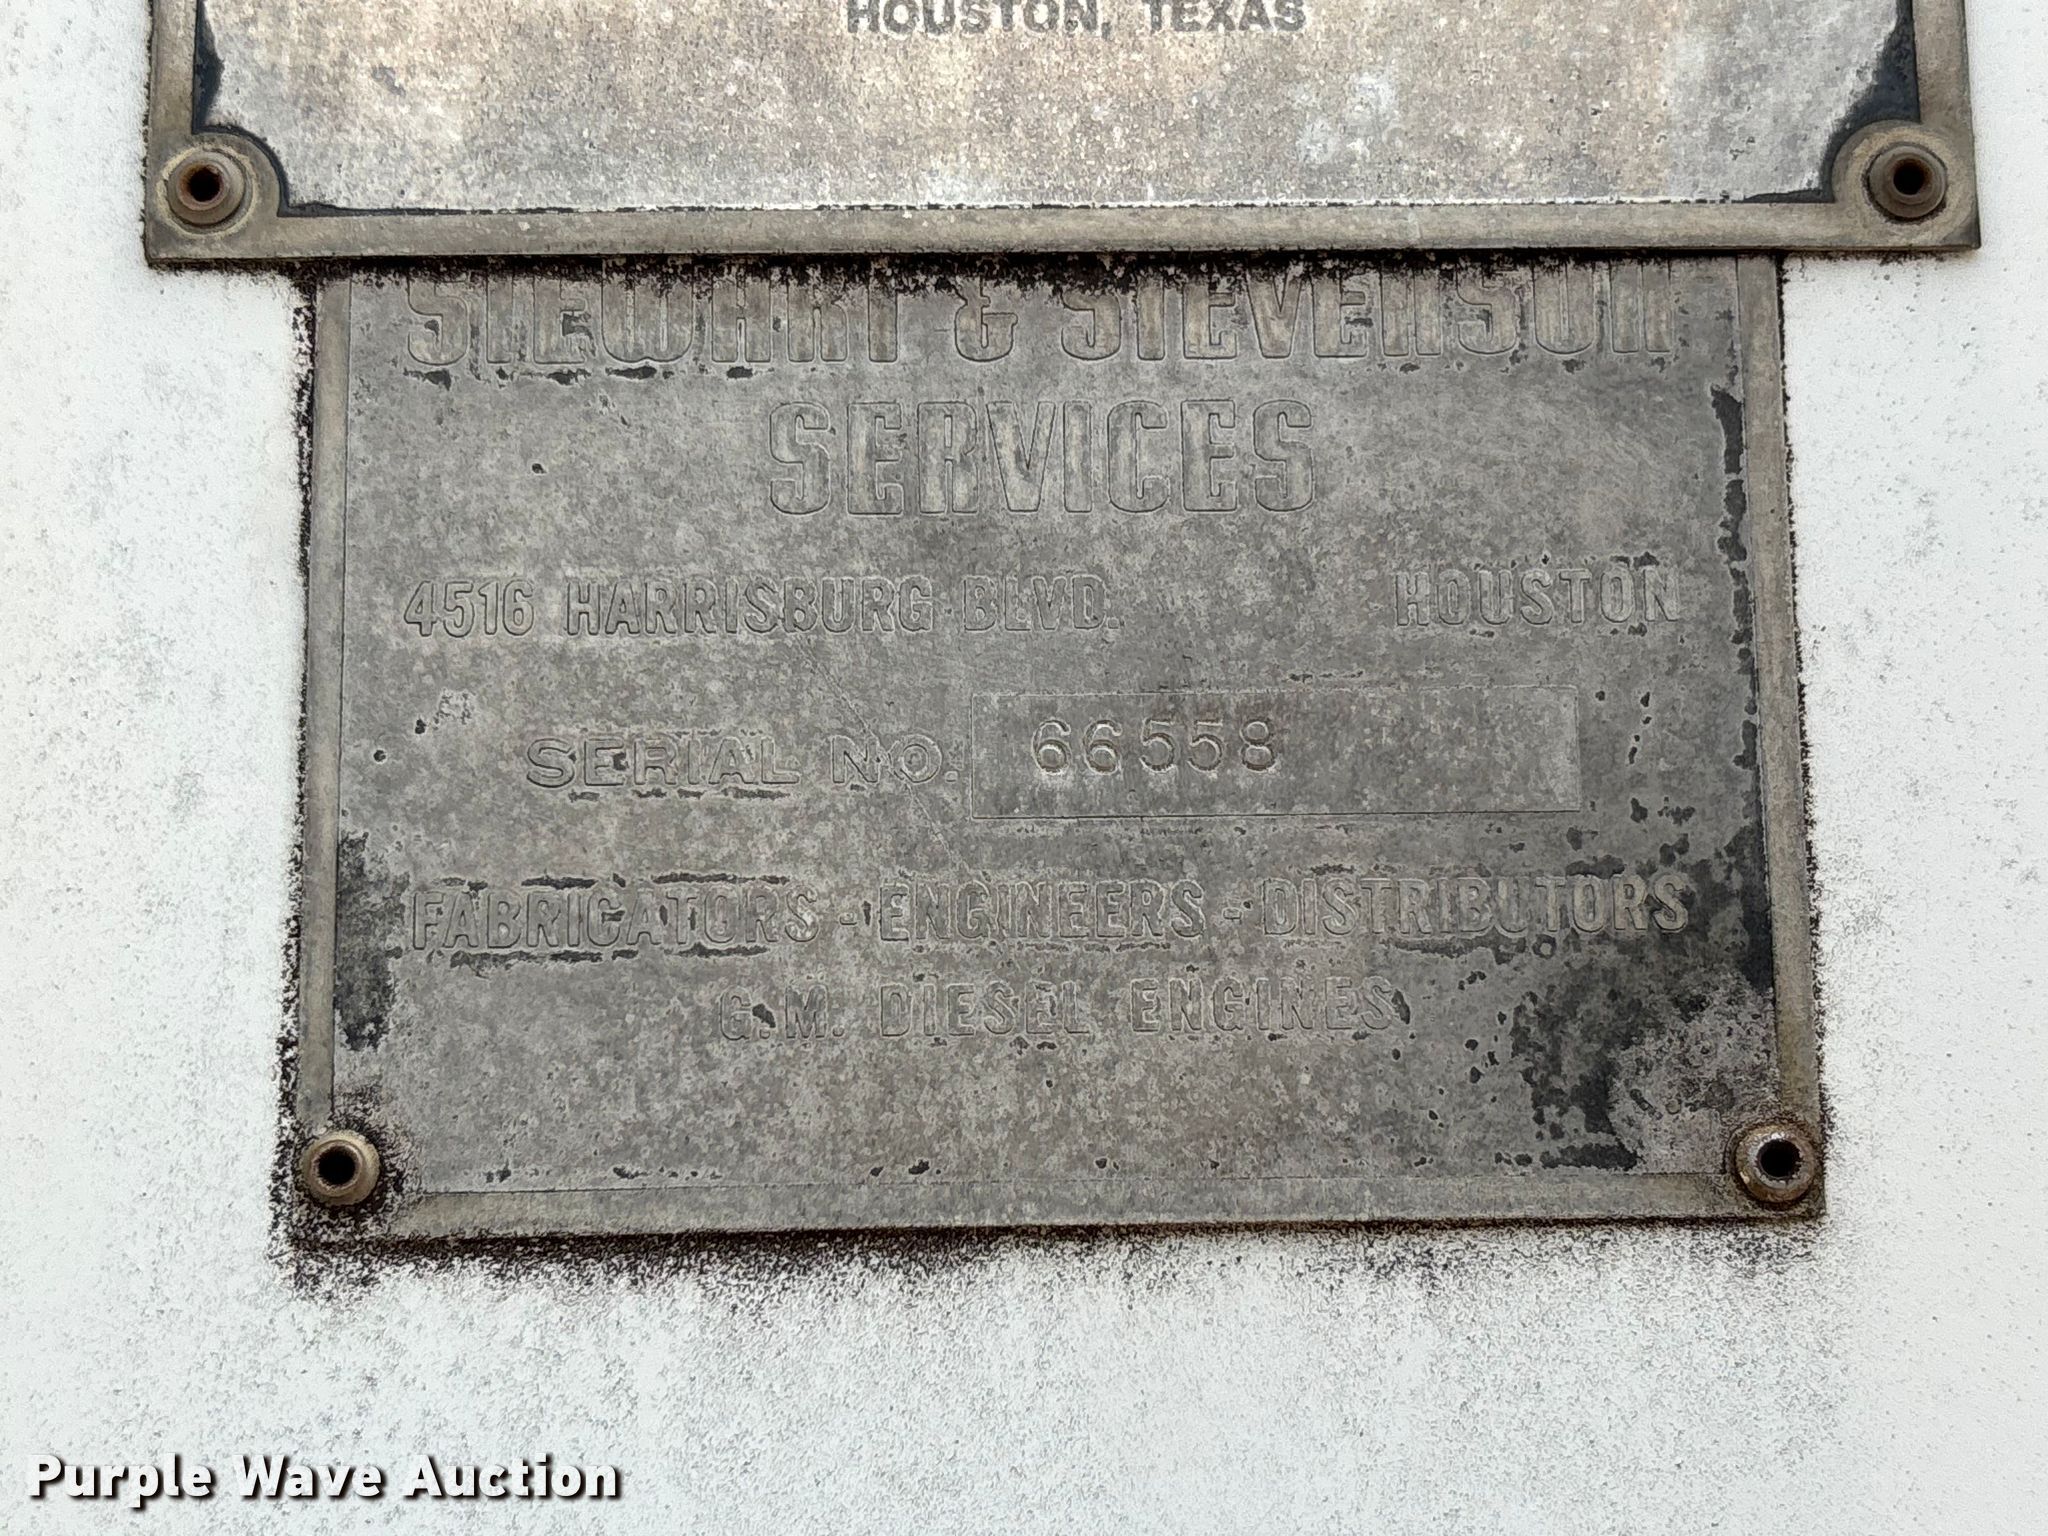 HOUSTON, TEXAS
STEWART & STEVENSON
SERVICES
4516 HARRISBURG BLVD. HOUSTON
SERIAL NO. 66558
FABRICATORS - ENGINEERS - DISTRIBUTORS
G.M. DIESEL ENGINES
Purple Wave Auction